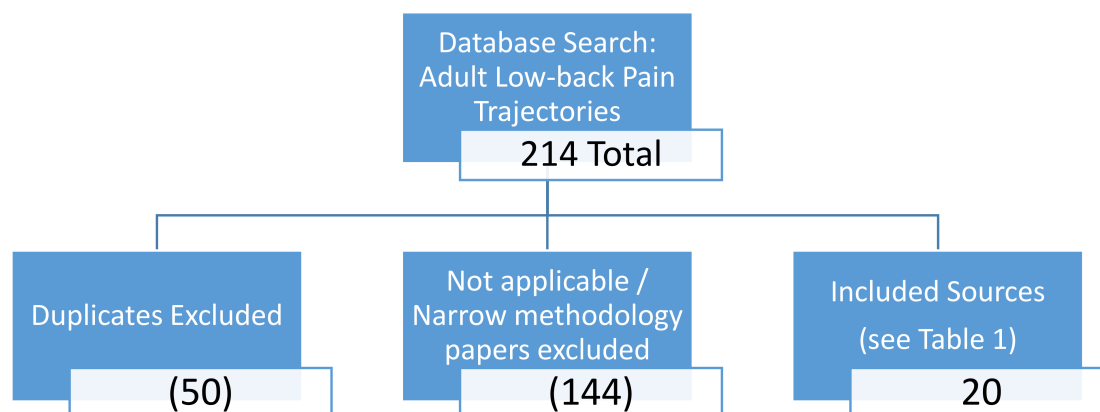 Database Search:
Adult Low-back Pain
Trajectories
214 Total
Duplicates Excluded
(50)
Not applicable /
Narrow methodology
papers excluded
(144)
Included Sources
(see Table 1)
20